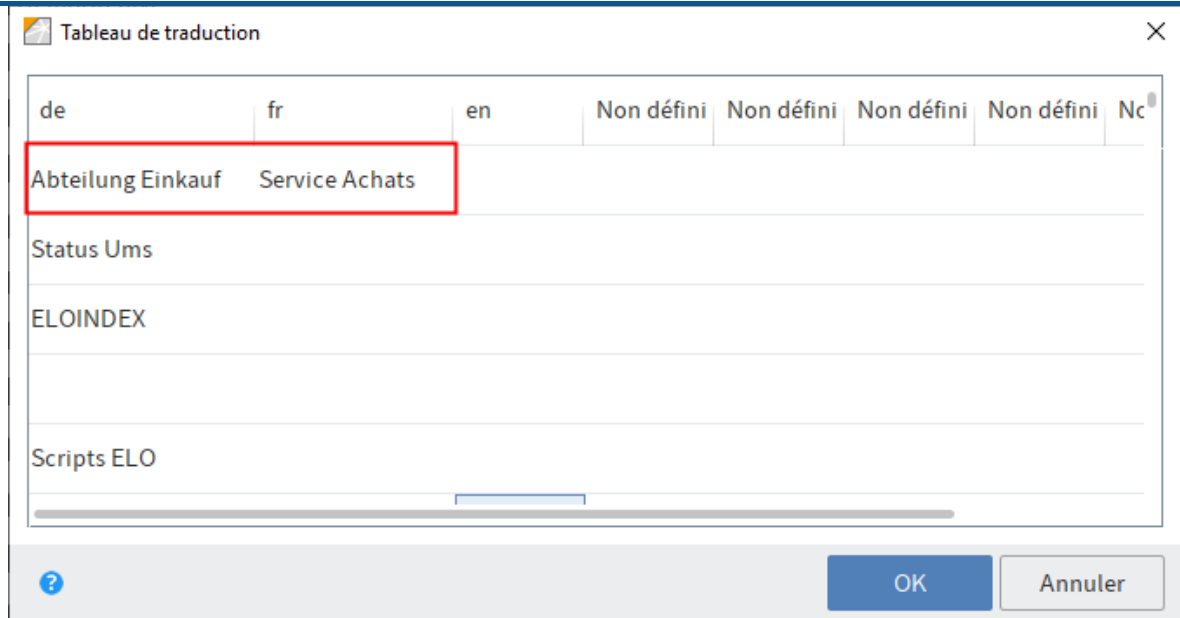 Tableau de traduction
de fr en Non défini Non défini Non défini Non défini
Abteilung Einkauf Service Achats
Status Ums
ELOINDEX
Scripts ELO
? OK Annuler